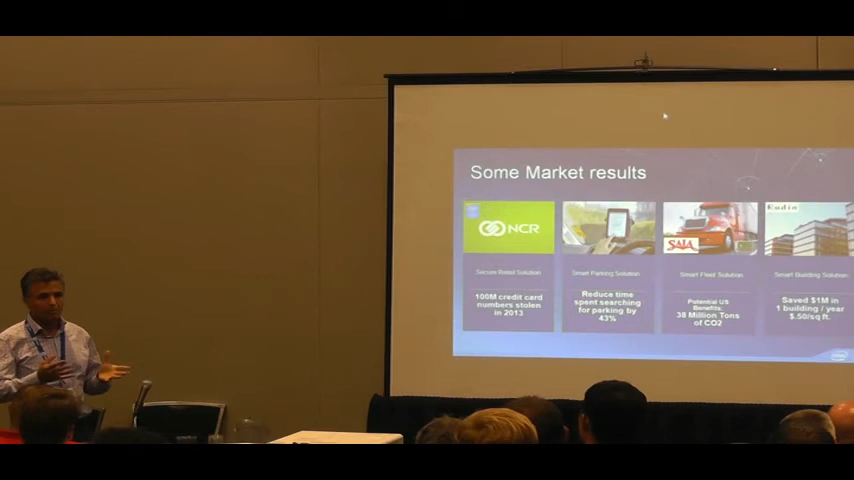 Some Market results
NCR
Secure Retail Solution
100M credit card
numbers stolen
in 2013
Smart Parking Solution
Reduce time
spent searching
for parking by
43%
SAIA
Smart Fleet Solution
Potential US
Benefits:
38 Million Tons
of CO2
Rudin
Smart Building Solution:
Saved $1M in
1 building / year
$.50/sq ft.
intel